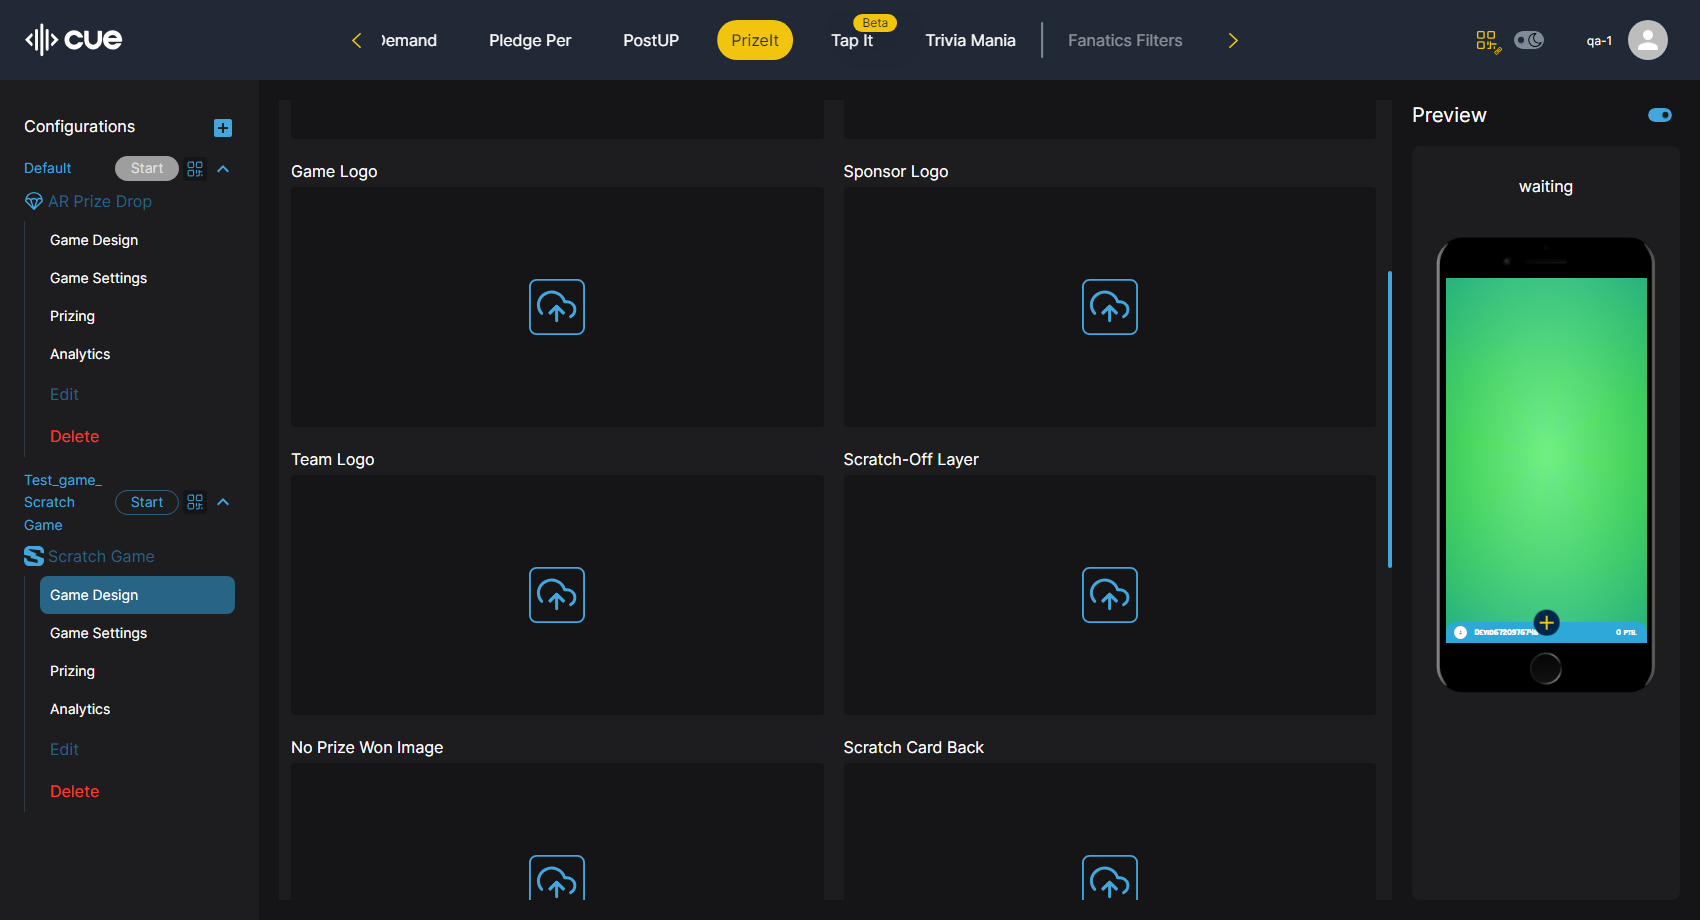 cue
Demand
Pledge Per
PostUP
PrizeIt
Beta
Tap It
Trivia Mania
Fanatics Filters
qa-1
Configurations
Default
Start
AR Prize Drop
Game Design
Game Settings
Prizing
Analytics
Edit
Delete
Test_game_
Scratch
Game
Start
Scratch Game
Game Design
Game Settings
Prizing
Analytics
Edit
Delete
Game Logo
Sponsor Logo
Team Logo
Scratch-Off Layer
No Prize Won Image
Scratch Card Back
Preview
waiting
0 PTS.